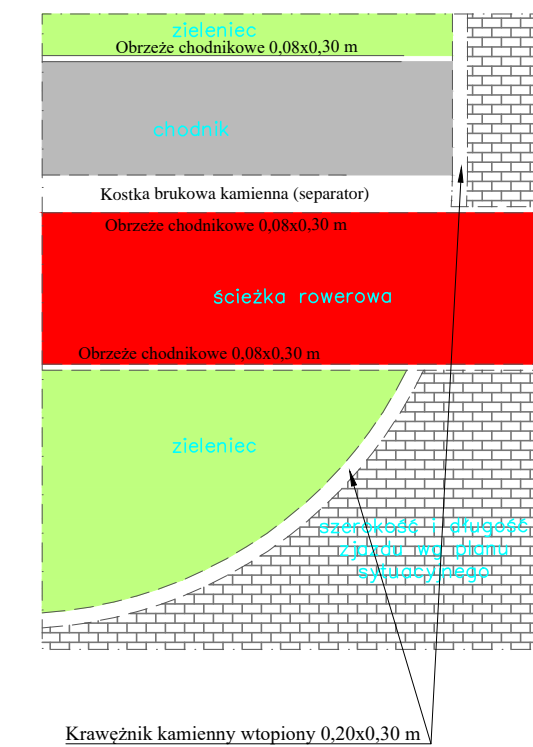 zieleniec
Obrzeże chodnikowe 0,08x0,30 m
chodnik
Kostka brukowa kamienna (separator)
Obrzeże chodnikowe 0,08x0,30 m
ścieżka rowerowa
Obrzeże chodnikowe 0,08x0,30 m
zieleniec
szerokość i długość
zjazdu wg planu
sytuacyjnego
Krawężnik kamienny wtopiony 0,20x0,30 m